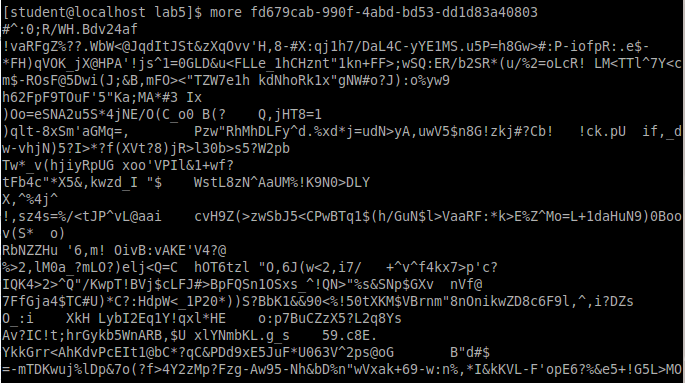 [student@localhost lab5]$ more fd679cab-990f-4abd-bd53-dd1d83a40803
#^:0;R/WH.Bdv24af
!vaRFgZ%??.WbW<@JqdItJSt&zXqOvv'H,8-#X:qj1h7/DaL4C-yYE1MS.u5P=h8Gw>#:P-iofpR:.e$-
*FH)qVOK_jX@HPA'!js^1=0GLD&u<FLLe_1hCHznt"1kn+FF>;wSQ:ER/b2SR*(u/%2=oLcR! LM<TTl^7Y<c
m$-ROsF@5Dwi(J;&B,mFO><"TZW7e1h kdNhoRk1x"gNW#o?J):o%yw9
h62FpF9TOuF'5"Ka;MA*#3 Ix
)Oo=eSNA2u5S*4jNE/O(C_o0 B(?    Q,jHT8=1
)qlt-8xSm'aGMq=,        Pzw"RhMhDLFy^d.%xd*j=udN>yA,uwV5$n8G!zkj#?Cb!   !ck.pU  if,_d
w-vhjN)5?I>*?f(XVt?8)jR>l30b>s5?W2pb
Tw*_v(hjiyRpUG xoo'VPIl&1+wf?
tFb4c"*X5&,kwzd_I "$    WstL8zN^AaUM%!K9N0>DLY
X,^%4j^
!,sz4s=%/<tJP^vL@aai    cvH9Z(>zwSbJ5<CPwBTq1$(h/GuN$l>VaaRF:*k>E%Z^Mo=L+1daHuN9)0Boo
v(S*  o)
RbNZZHu '6,m! OivB:vAKE'V4?@
%>2,lM0a_?mLO?)elj<Q=C  hOT6tzl "O,6J(w<2,i7/   +^v^f4kx7>p'c?
IQK4>2>^Q"/KwpT!BVj$cLFJ#>BpFQSn1OSxs_^!QN>"%s&SNp$GXv  nVf@
7FfGja4$TC#U)*C?:HdpW<_1P20*))S?BbK1&&90<%!50tXKM$VBrnm"8nOnikwZD8c6F9l,^,i?DZs
O_:i    XkH LybI2Eq1Y!qxl*HE    o:p7BuCZzX5?L2q8Ys
Av?IC!t;hrGykb5WnARB,$U xlYNmbKL.g_s    59.c8E.
YkkGrr<AhKdvPcEIt1@bC*?qC&PDd9xE5JuF*U063V^2ps@oG       B"d#$
=-mTDKwuj%lDp&7o(?f>4Y2zMp?Fzg-Aw95-Nh&bD%n"wVxak+69-w:n%,*I&kKVL-F'opE6?%&e5+!G5L>MO